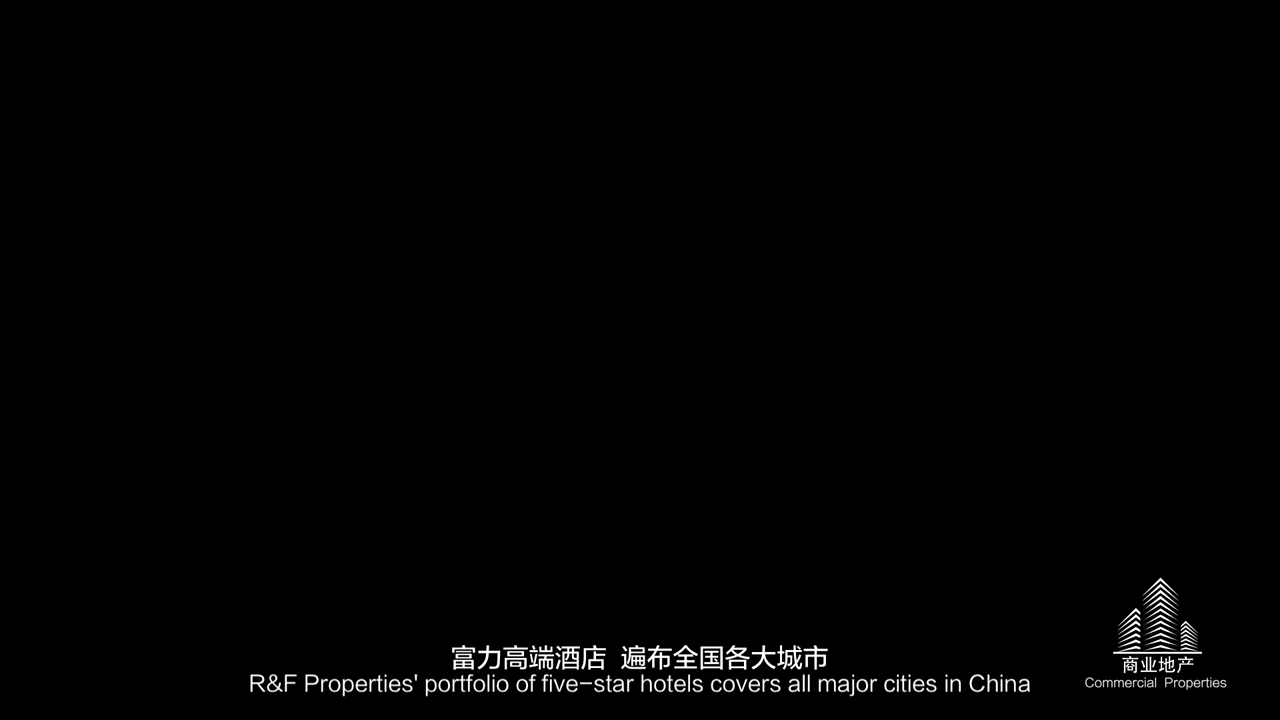 富力高端酒店 遍布全国各大城市
R&F Properties' portfolio of five-star hotels covers all major cities in China
商业地产
Commercial Properties